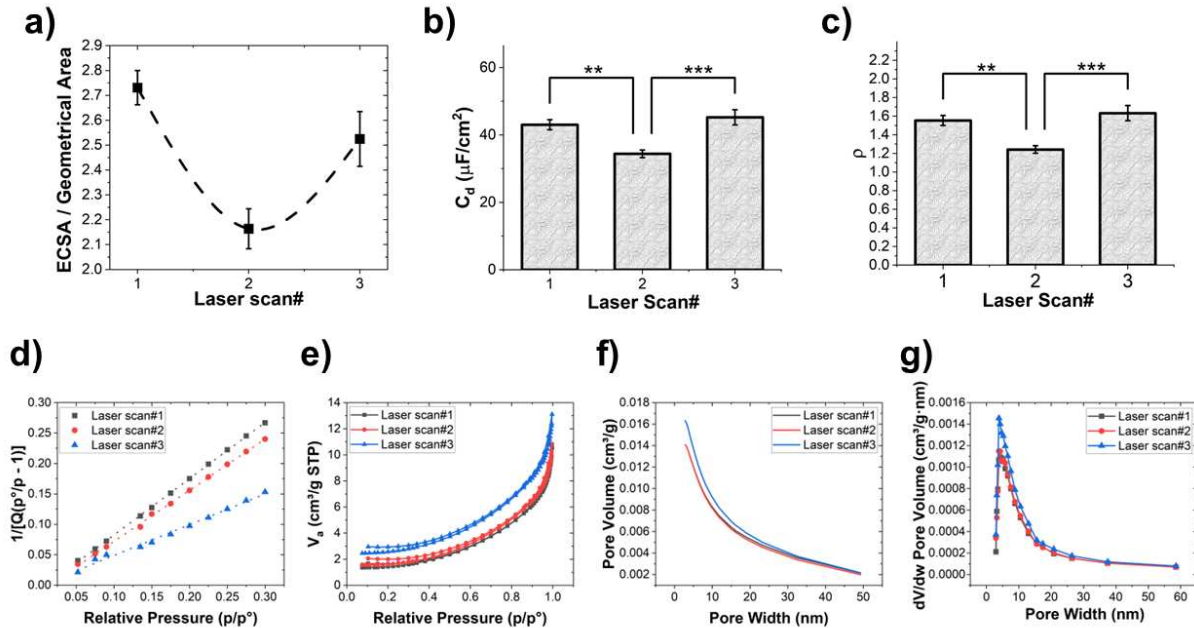 a)
ECSA / Geometrical Area
2.9
2.8
2.7
2.6
2.5
2.4
2.3
2.2
2.1
2.0
1 2 3
Laser scan#
b)
C_d (μF/cm²)
60
40
20
0
** ***
1 2 3
Laser Scan#
c)
ρ
2.2
2.0
1.8
1.6
1.4
1.2
1.0
0.8
0.6
0.4
0.2
0.0
** ***
1 2 3
Laser Scan#
d)
1/[Q(p°/p - 1)]
0.30
0.25
0.20
0.15
0.10
0.05
0.00
Laser scan#1
Laser scan#2
Laser scan#3
0.05 0.10 0.15 0.20 0.25 0.30
Relative Pressure (p/p°)
e)
V_a (cm³/g STP)
14
12
10
8
6
4
2
0
Laser scan#1
Laser scan#2
Laser scan#3
0.0 0.2 0.4 0.6 0.8 1.0
Relative Pressure (p/p°)
f)
Pore Volume (cm³/g)
0.018
0.016
0.014
0.012
0.010
0.008
0.006
0.004
0.002
Laser scan#1
Laser scan#2
Laser scan#3
0 10 20 30 40 50
Pore Width (nm)
g)
dV/dw Pore Volume (cm³/g·nm)
0.0016
0.0014
0.0012
0.0010
0.0008
0.0006
0.0004
0.0002
0.0000
Laser scan#1
Laser scan#2
Laser scan#3
0 10 20 30 40 50 60
Pore Width (nm)